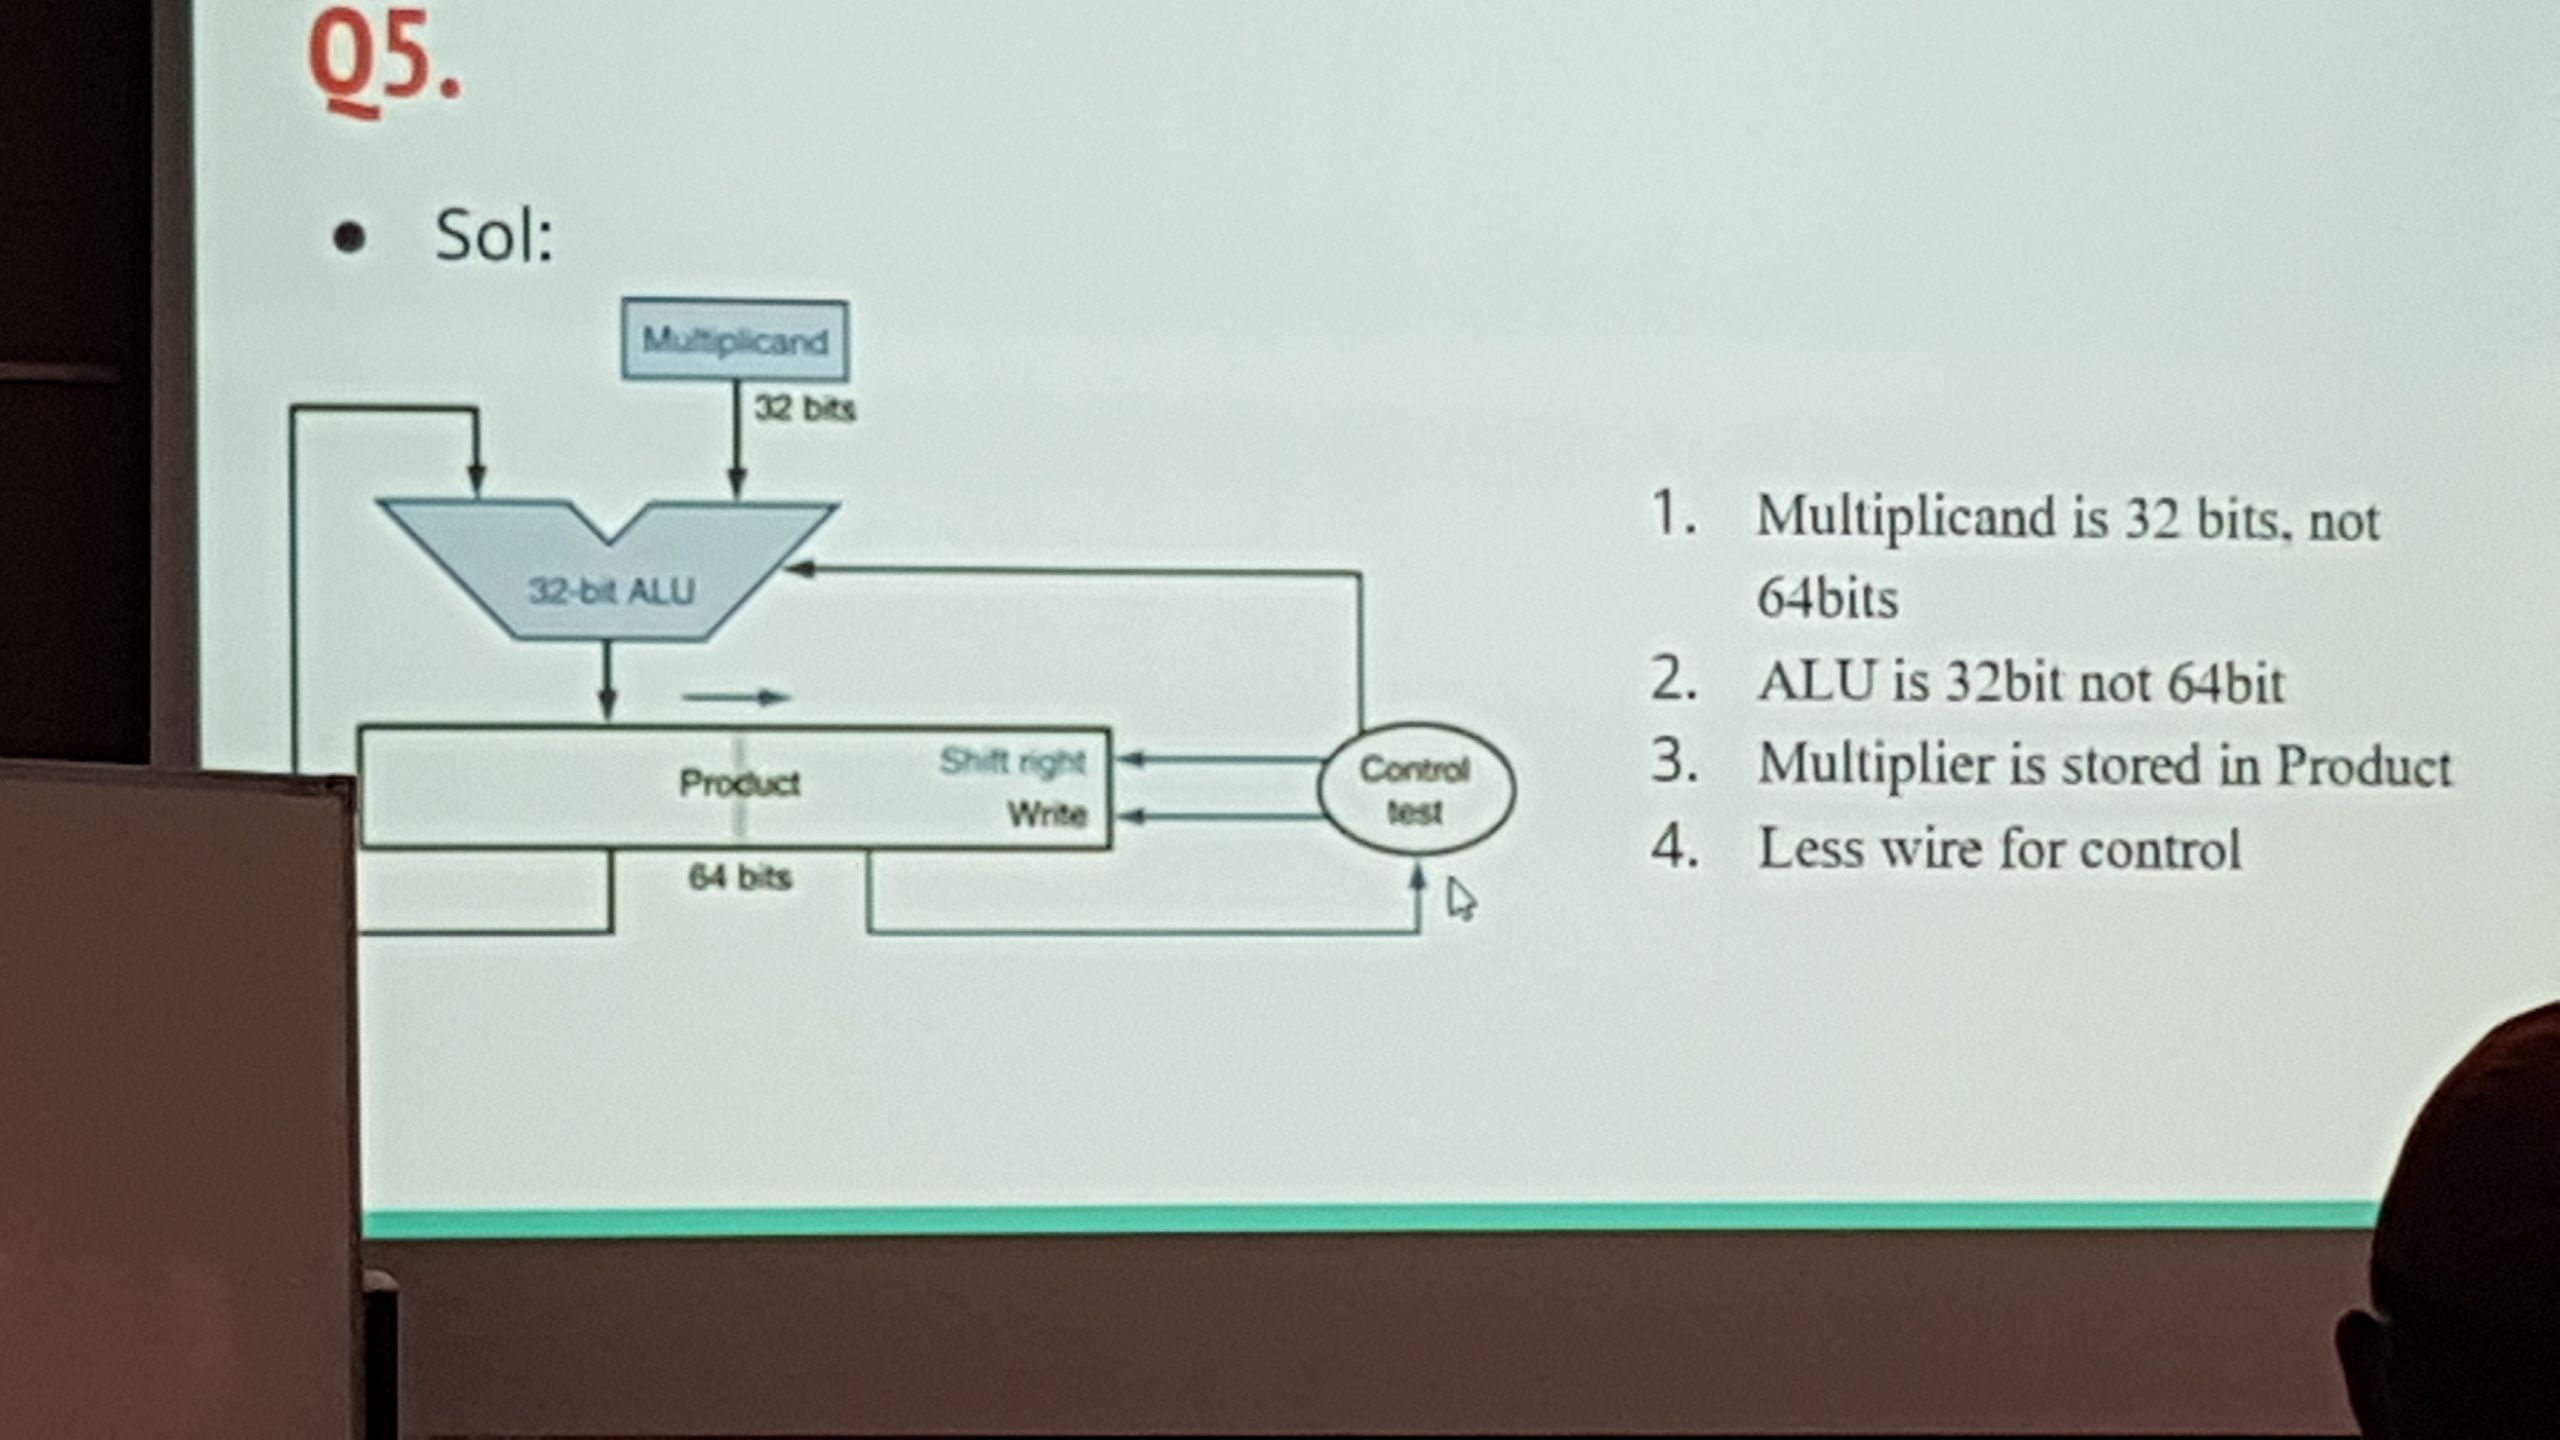 Q5.
• Sol:
Multiplicand
32 bits
32-bit ALU
Product
Shift right
Write
Control
test
64 bits
1. Multiplicand is 32 bits, not
64bits
2. ALU is 32bit not 64bit
3. Multiplier is stored in Product
4. Less wire for control